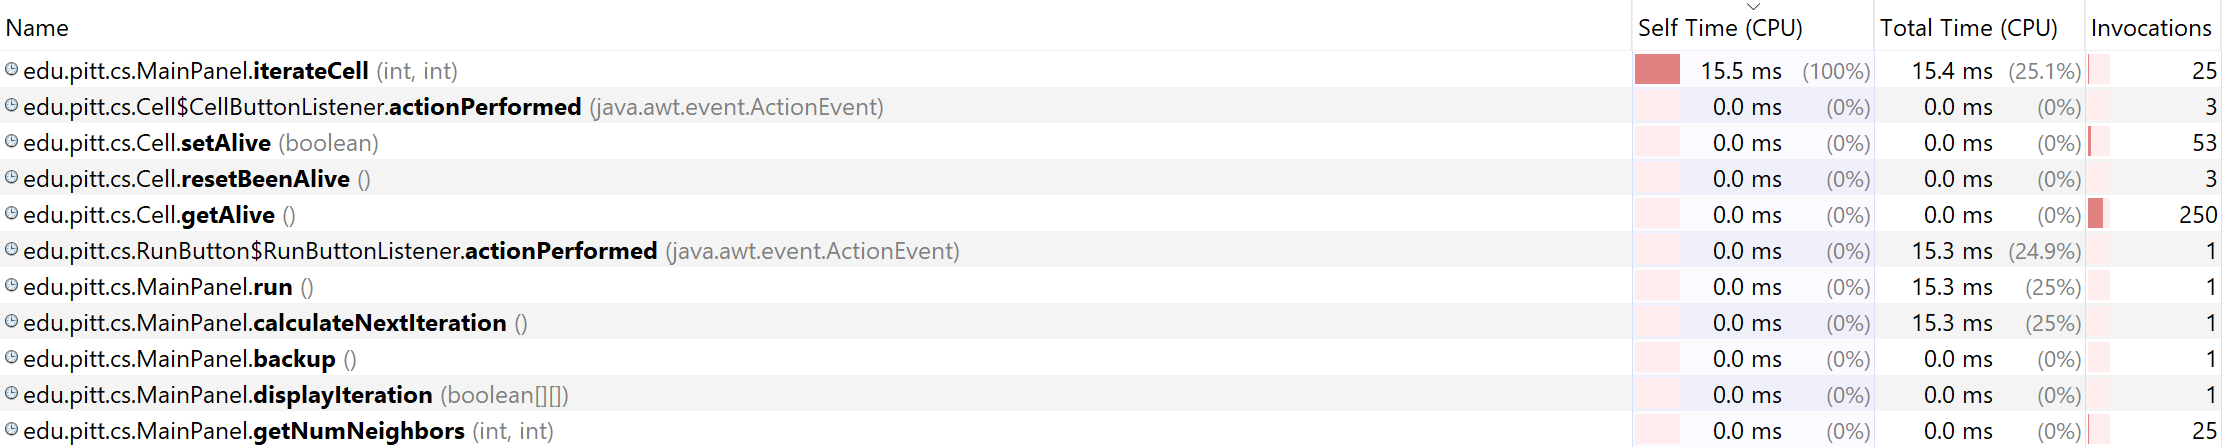 Name Self Time (CPU) Total Time (CPU) Invocations
edu.pitt.cs.MainPanel.iterateCell (int, int) 15.5 ms (100%) 15.4 ms (25.1%) 25
edu.pitt.cs.Cell$CellButtonListener.actionPerformed (java.awt.event.ActionEvent) 0.0 ms (0%) 0.0 ms (0%) 3
edu.pitt.cs.Cell.setAlive (boolean) 0.0 ms (0%) 0.0 ms (0%) 53
edu.pitt.cs.Cell.resetBeenAlive () 0.0 ms (0%) 0.0 ms (0%) 3
edu.pitt.cs.Cell.getAlive () 0.0 ms (0%) 0.0 ms (0%) 250
edu.pitt.cs.RunButton$RunButtonListener.actionPerformed (java.awt.event.ActionEvent) 0.0 ms (0%) 15.3 ms (24.9%) 1
edu.pitt.cs.MainPanel.run () 0.0 ms (0%) 15.3 ms (25%) 1
edu.pitt.cs.MainPanel.calculateNextIteration () 0.0 ms (0%) 15.3 ms (25%) 1
edu.pitt.cs.MainPanel.backup () 0.0 ms (0%) 0.0 ms (0%) 1
edu.pitt.cs.MainPanel.displayIteration (boolean[][]) 0.0 ms (0%) 0.0 ms (0%) 1
edu.pitt.cs.MainPanel.getNumNeighbors (int, int) 0.0 ms (0%) 0.0 ms (0%) 25